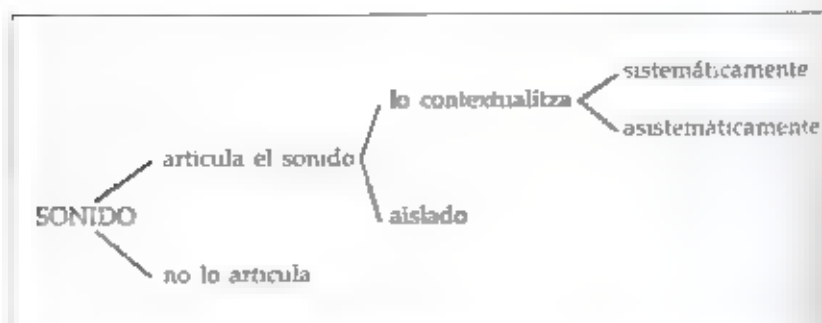 sistemáticamente
lo contextualitza
asistemáticamente
articula el sonido
SONIDO
aislado
no lo articula